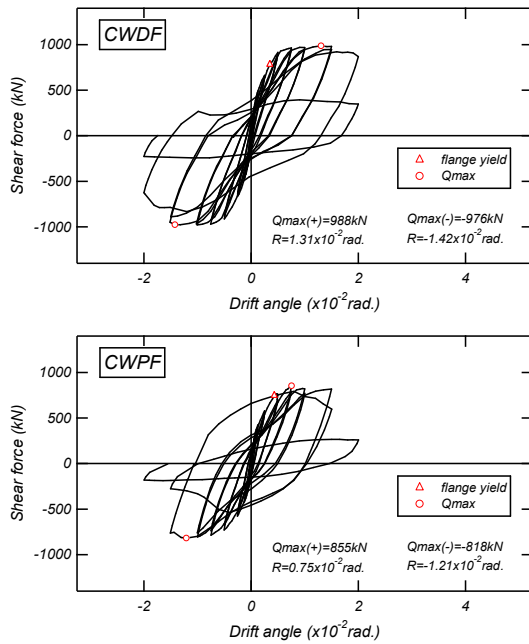 CWDF
1000
500
0
-500
-1000
Shear force (kN)
flange yield
Qmax
Qmax(+)=988kN
R=1.31x10-2rad.
Qmax(-)=-976kN
R=-1.42x10-2rad.
-2
0
2
4
Drift angle (x10-2rad.)
CWPF
1000
500
0
-500
-1000
Shear force (kN)
flange yield
Qmax
Qmax(+)=855kN
R=0.75x10-2rad.
Qmax(-)=-818kN
R=-1.21x10-2rad.
-2
0
2
4
Drift angle (x10-2rad.)